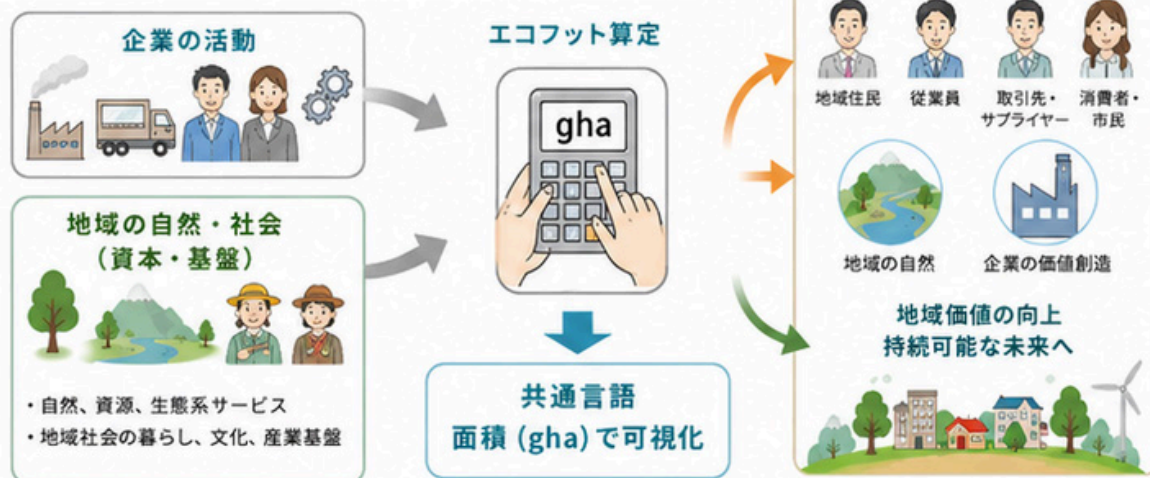 企業の活動
地域の自然・社会
(資本・基盤)
・自然、資源、生態系サービス
・地域社会の暮らし、文化、産業基盤
エコフット算定
gha
共通言語
面積 (gha) で可視化
地域住民
従業員
取引先・
サプライヤー
消費者・
市民
地域の自然
企業の価値創造
地域価値の向上
持続可能な未来へ